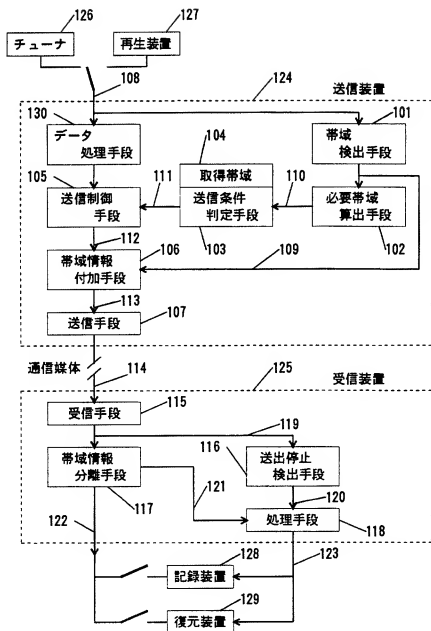 126
127
チューナ
再生装置
108
124
送信装置
130
データ
処理手段
104
101
帯域
検出手段
105
取得帯域
111
110
送信制御
手段
送信条件
判定手段
必要帯域
算出手段
112
106
103
109
102
帯域情報
付加手段
113
送信手段
107
通信媒体
114
125
受信装置
受信手段
115
119
116
帯域情報
分離手段
送出停止
検出手段
121
120
122
117
処理手段
118
128
123
記録装置
129
復元装置